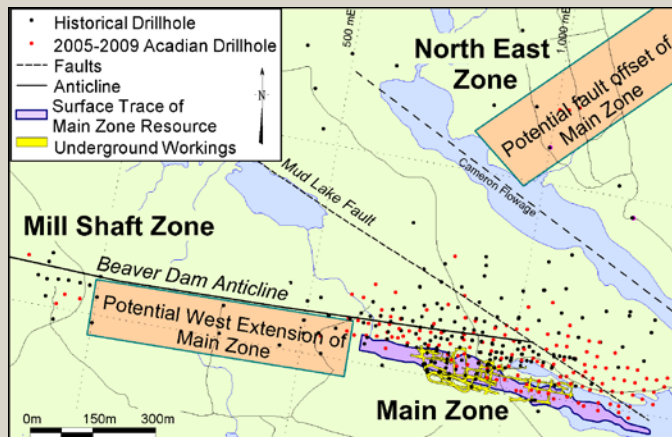 Historical Drillhole
2005-2009 Acadian Drillhole
Faults
Anticline
Surface Trace of
Main Zone Resource
Underground Workings
N
500 mE
1,000 mE
North East
Zone
Potential fault offset of
Main Zone
Cameron Flowage
Mud Lake Fault
Mill Shaft Zone
Beaver Dam Anticline
Potential West Extension of
Main Zone
Main Zone
0m 150m 300m